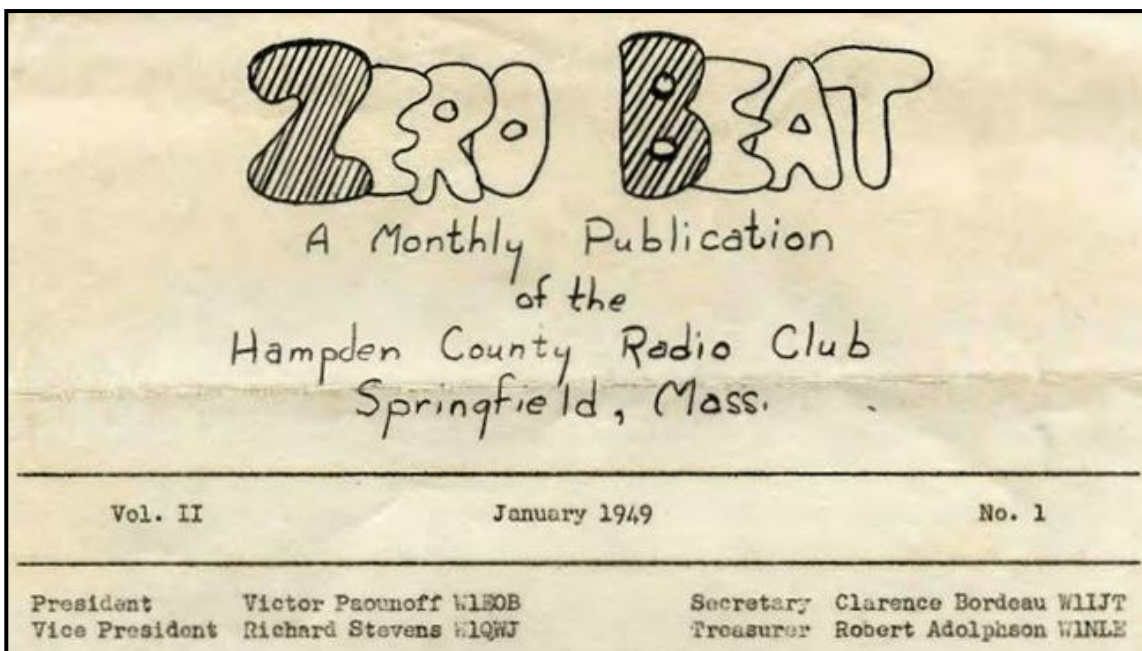 ZERO BEAT
A Monthly Publication
of the
Hampden County Radio Club
Springfield, Mass.
Vol. II January 1949 No. 1
President Victor Paounoff W1EOB Secretary Clarence Bordeau W1IJT
Vice President Richard Stevens W1QWJ Treasurer Robert Adolphson W1NLE